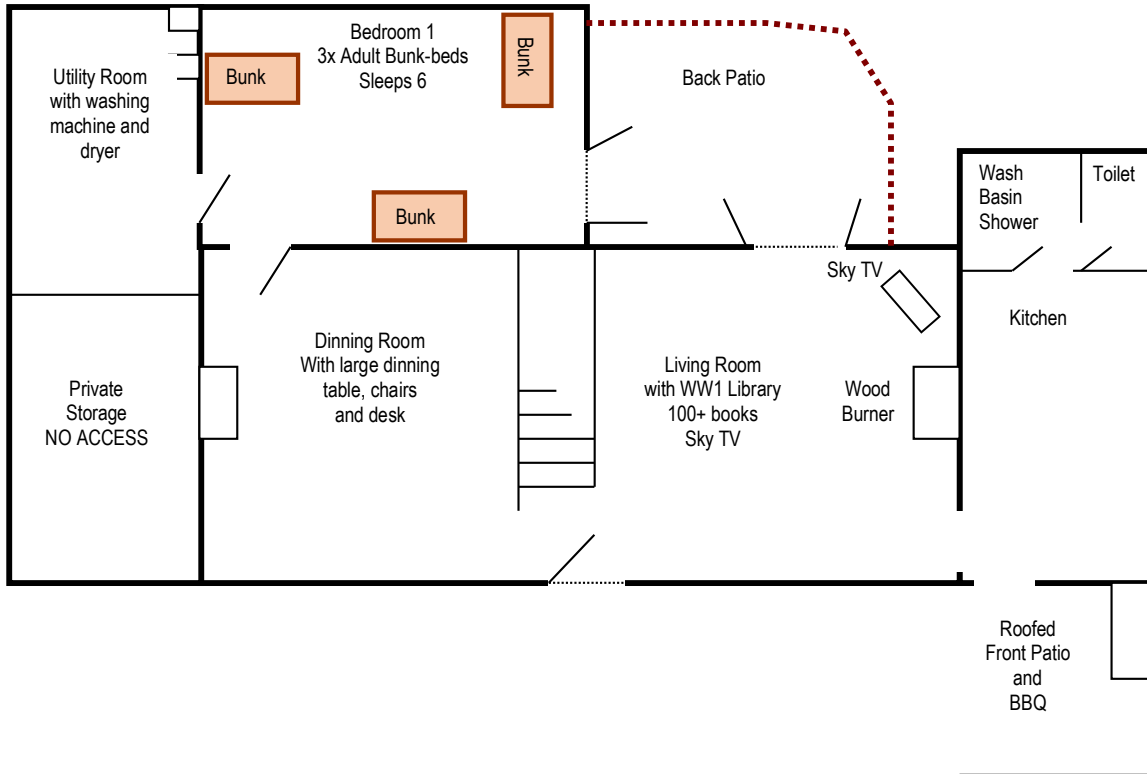 Utility Room
with washing
machine and
dryer
Bunk
Bedroom 1
3x Adult Bunk-beds
Sleeps 6
Bunk
Bunk
Back Patio
Wash
Basin
Shower
Toilet
Sky TV
Kitchen
Private
Storage
NO ACCESS
Dinning Room
With large dinning
table, chairs
and desk
Living Room
with WW1 Library
100+ books
Sky TV
Wood
Burner
Roofed
Front Patio
and
BBQ